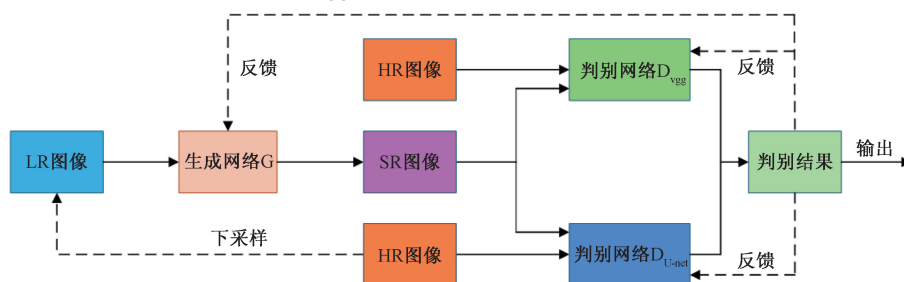 反馈
HR图像
判别网络D_vgg
反馈
LR图像
生成网络G
SR图像
判别结果
输出
下采样
HR图像
判别网络D_U-net
反馈